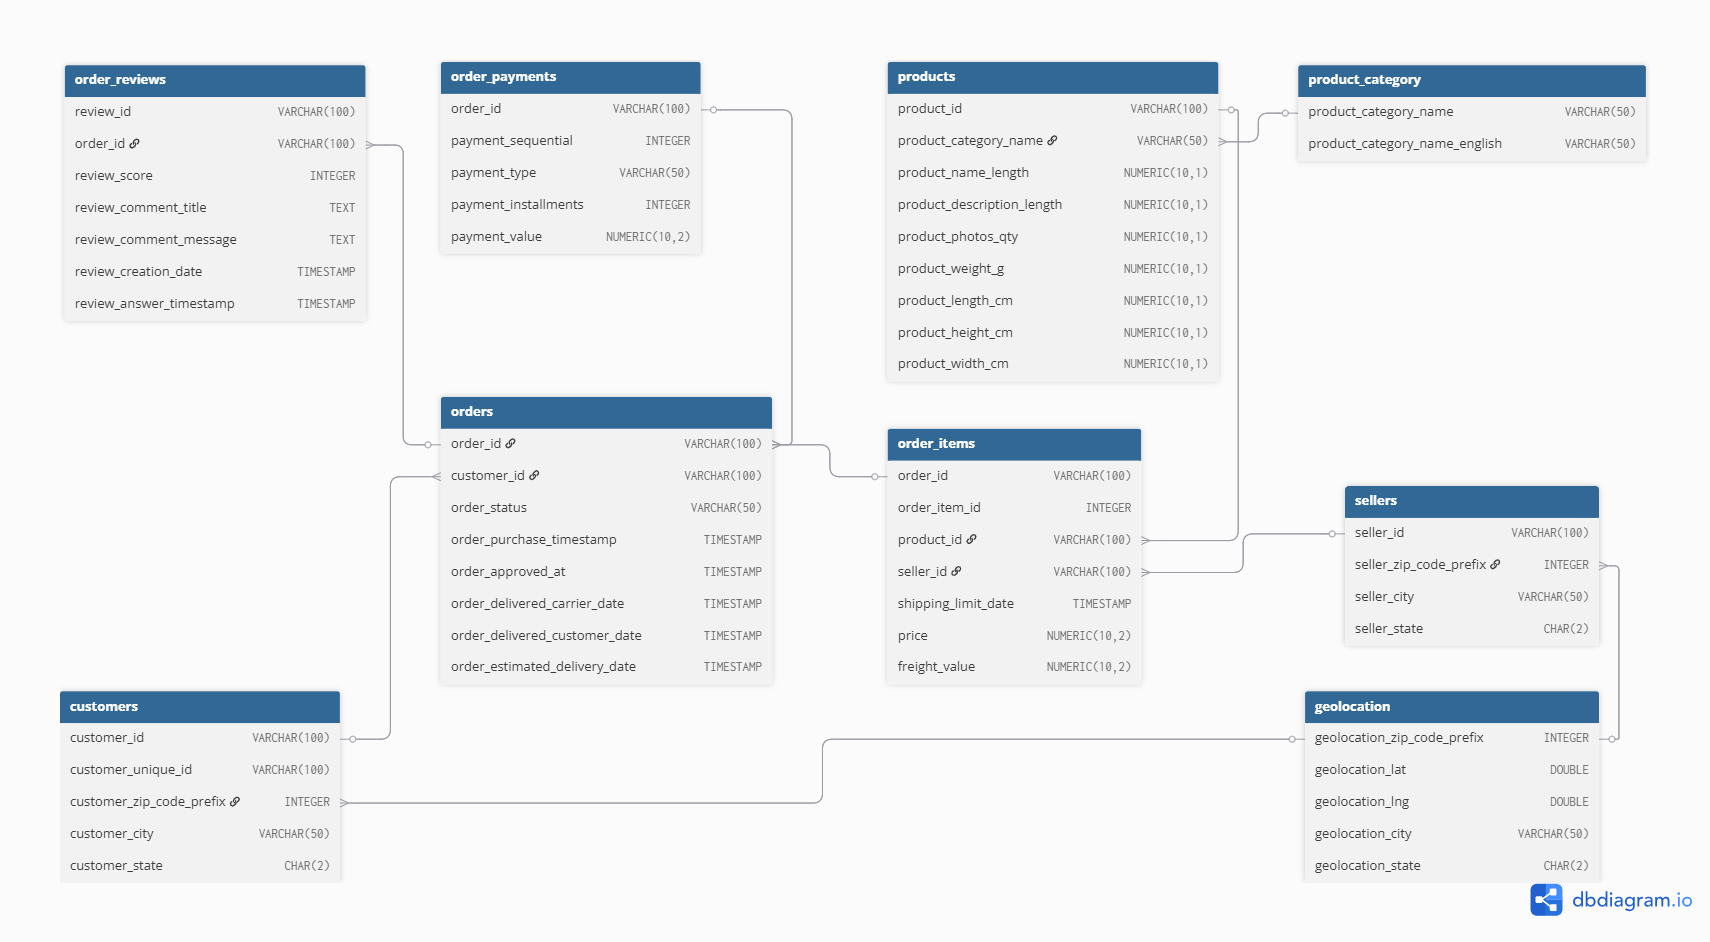 order_reviews
review_id VARCHAR(100)
order_id VARCHAR(100)
review_score INTEGER
review_comment_title TEXT
review_comment_message TEXT
review_creation_date TIMESTAMP
review_answer_timestamp TIMESTAMP
order_payments
order_id VARCHAR(100)
payment_sequential INTEGER
payment_type VARCHAR(50)
payment_installments INTEGER
payment_value NUMERIC(10,2)
products
product_id VARCHAR(100)
product_category_name VARCHAR(50)
product_name_length NUMERIC(10,1)
product_description_length NUMERIC(10,1)
product_photos_qty NUMERIC(10,1)
product_weight_g NUMERIC(10,1)
product_length_cm NUMERIC(10,1)
product_height_cm NUMERIC(10,1)
product_width_cm NUMERIC(10,1)
product_category
product_category_name VARCHAR(50)
product_category_name_english VARCHAR(50)
orders
order_id VARCHAR(100)
customer_id VARCHAR(100)
order_status VARCHAR(50)
order_purchase_timestamp TIMESTAMP
order_approved_at TIMESTAMP
order_delivered_carrier_date TIMESTAMP
order_delivered_customer_date TIMESTAMP
order_estimated_delivery_date TIMESTAMP
order_items
order_id VARCHAR(100)
order_item_id INTEGER
product_id VARCHAR(100)
seller_id VARCHAR(100)
shipping_limit_date TIMESTAMP
price NUMERIC(10,2)
freight_value NUMERIC(10,2)
sellers
seller_id VARCHAR(100)
seller_zip_code_prefix INTEGER
seller_city VARCHAR(50)
seller_state CHAR(2)
customers
customer_id VARCHAR(100)
customer_unique_id VARCHAR(100)
customer_zip_code_prefix INTEGER
customer_city VARCHAR(50)
customer_state CHAR(2)
geolocation
geolocation_zip_code_prefix INTEGER
geolocation_lat DOUBLE
geolocation_lng DOUBLE
geolocation_city VARCHAR(50)
geolocation_state CHAR(2)
dbdiagram.io